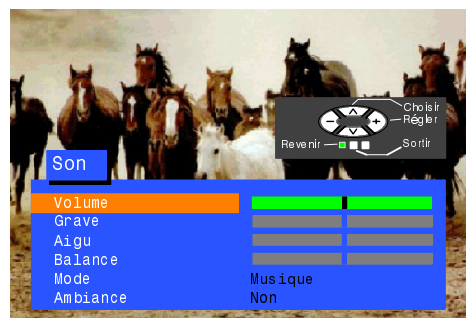 Choisir
Régler
Revenir
Sortir
Son
Volume
Grave
Aigu
Balance
Mode Musique
Ambiance Non